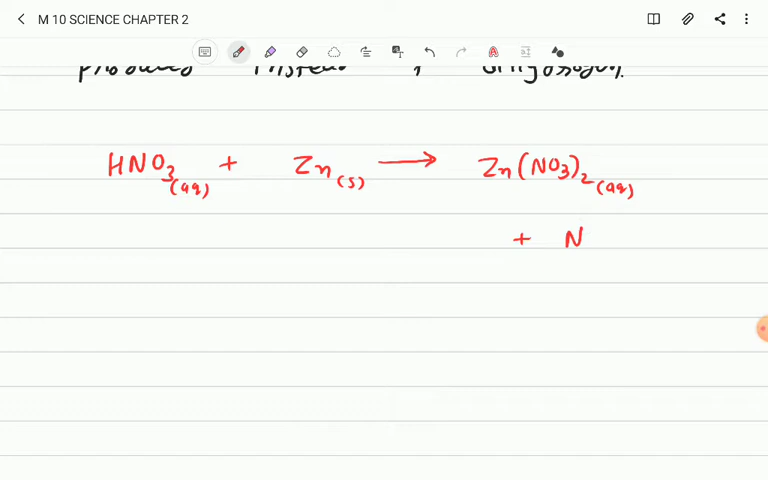 M 10 SCIENCE CHAPTER 2
HNO3(aq) + Zn(s) → Zn(NO3)2(aq)
+ N